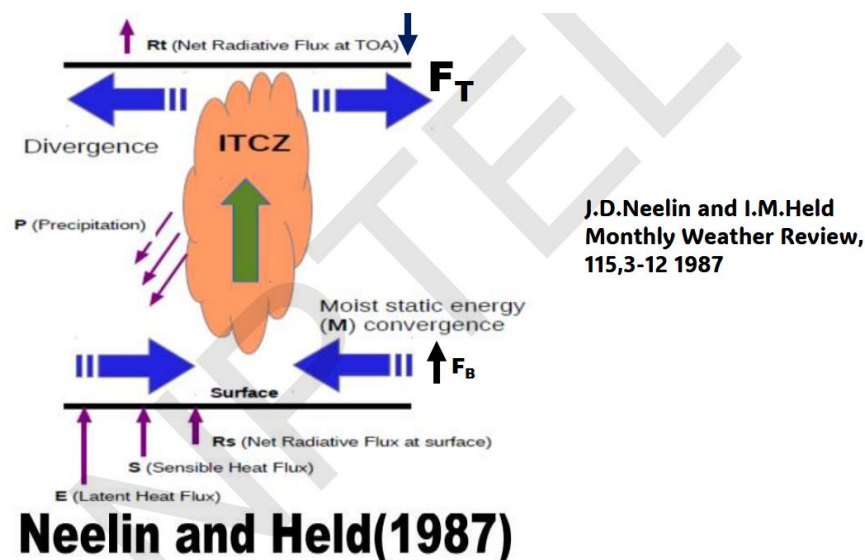 Rt (Net Radiative Flux at TOA)
F_T
Divergence
ITCZ
P (Precipitation)
J.D.Neelin and I.M.Held
Monthly Weather Review,
115,3-12 1987
Moist static energy
(M) convergence
F_B
Surface
Rs (Net Radiative Flux at surface)
S (Sensible Heat Flux)
E (Latent Heat Flux)
Neelin and Held(1987)
NPTEL